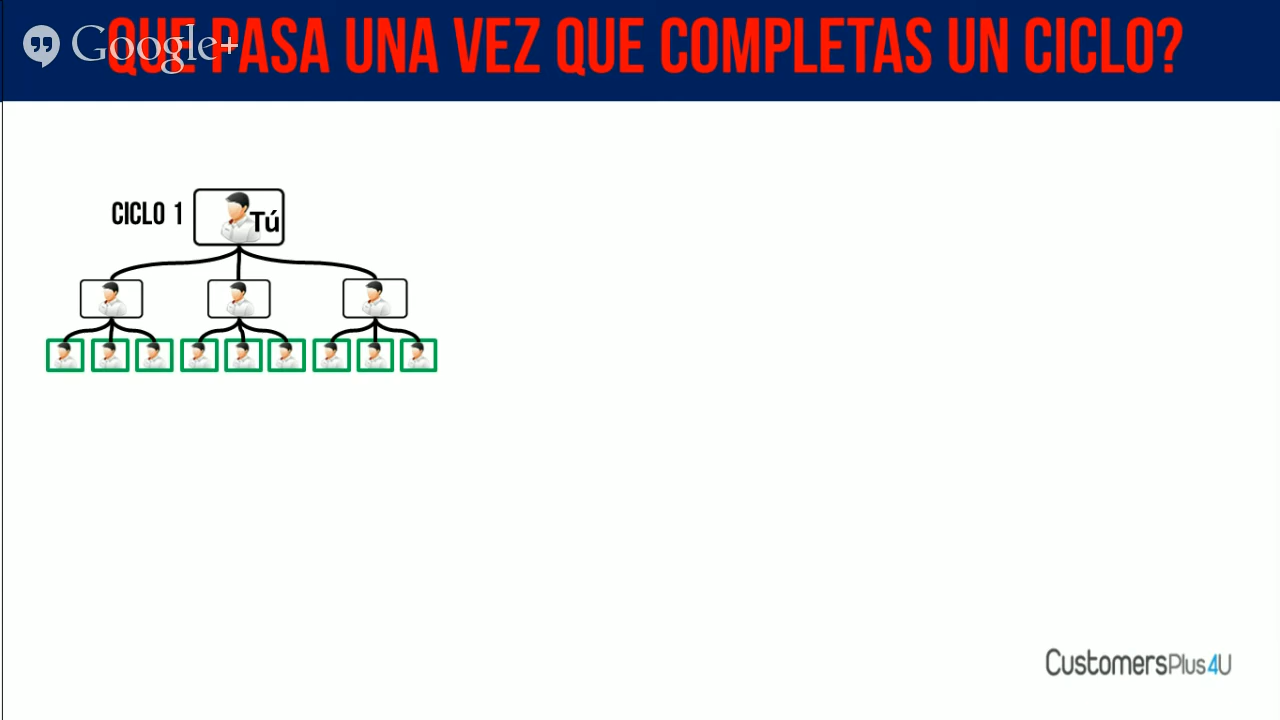 Google+
QUE PASA UNA VEZ QUE COMPLETAS UN CICLO?
CICLO 1
Tú
CustomersPlus4U